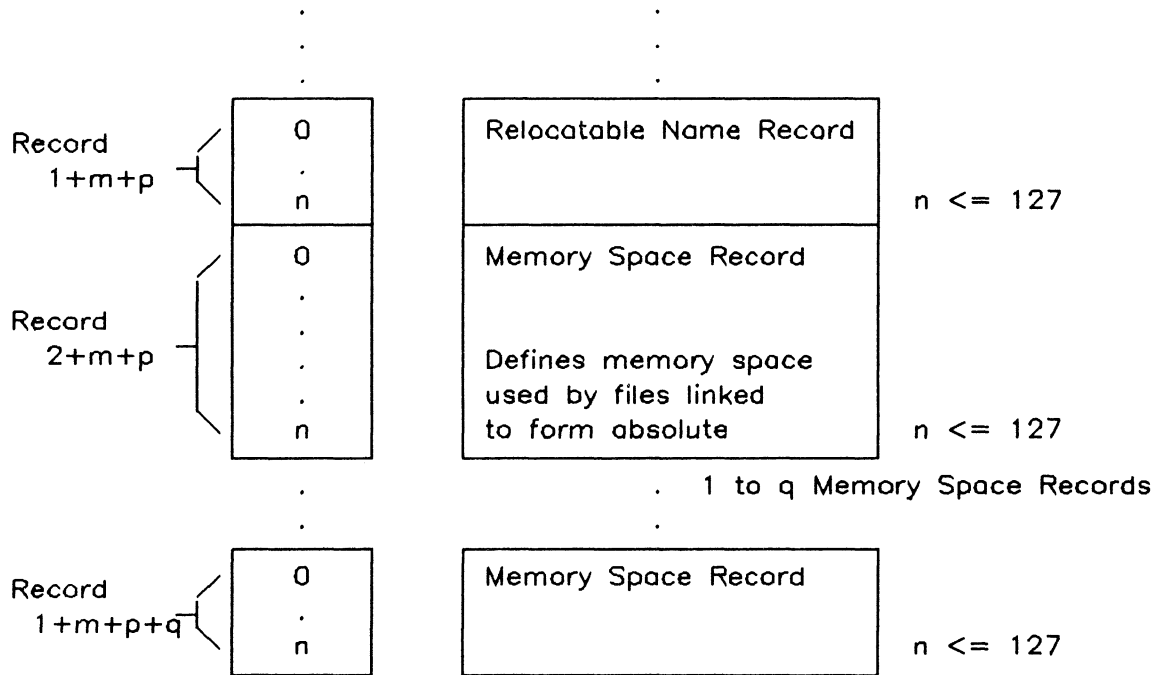 0 Relocatable Name Record
Record
1+m+p
n n <= 127
0 Memory Space Record
Record
2+m+p Defines memory space
used by files linked
n to form absolute n <= 127
1 to q Memory Space Records
0 Memory Space Record
Record
1+m+p+q
n n <= 127